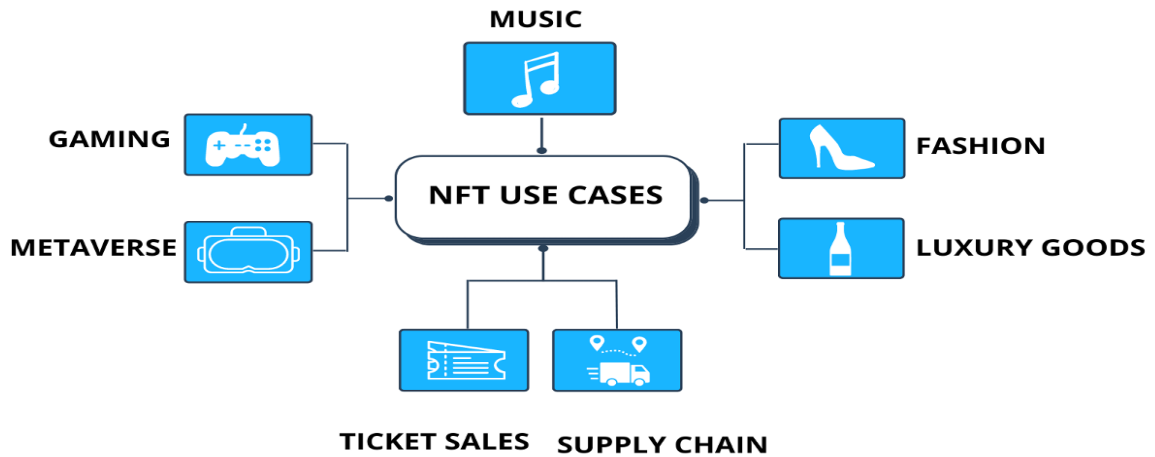 MUSIC
GAMING
FASHION
NFT USE CASES
METAVERSE
LUXURY GOODS
TICKET SALES
SUPPLY CHAIN